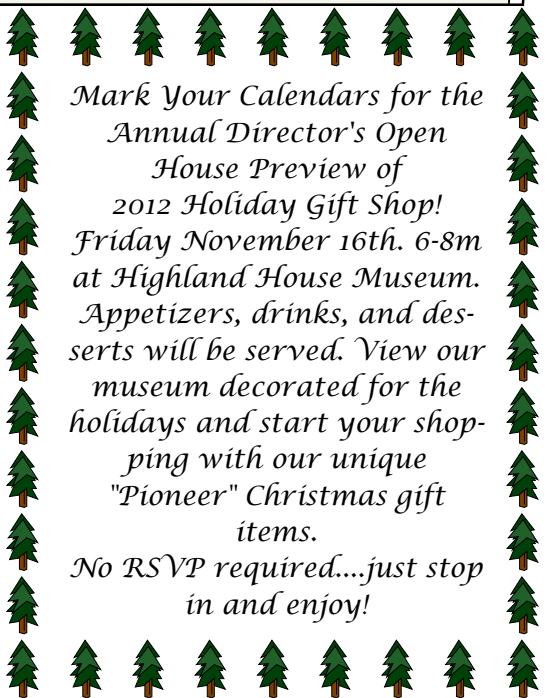 Mark Your Calendars for the
Annual Director's Open
House Preview of
2012 Holiday Gift Shop!
Friday November 16th. 6-8m
at Highland House Museum.
Appetizers, drinks, and des-
serts will be served. View our
museum decorated for the
holidays and start your shop-
ping with our unique
"Pioneer" Christmas gift
items.
No RSVP required....just stop
in and enjoy!